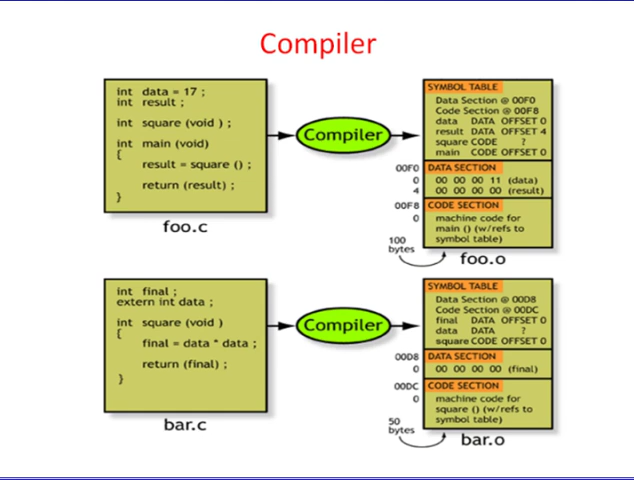 Compiler
int data = 17 ;
int result ;
int square (void ) ;
int main (void)
{
result = square () ;
return (result) ;
}
foo.c
Compiler
SYMBOL TABLE
Data Section @ 00F0
Code Section @ 00F8
data DATA OFFSET 0
result DATA OFFSET 4
square CODE ?
main CODE OFFSET 0
00F0 DATA SECTION
0 00 00 00 11 (data)
4 00 00 00 00 (result)
00F8 CODE SECTION
0 machine code for
main () (w/refs to
symbol table)
100
bytes
foo.o
int final ;
extern int data ;
int square (void )
{
final = data * data ;
return (final) ;
}
bar.c
Compiler
SYMBOL TABLE
Data Section @ 00D8
Code Section @ 00DC
final DATA OFFSET 0
data DATA ?
square CODE OFFSET 0
00D8 DATA SECTION
0 00 00 00 00 (final)
00DC CODE SECTION
0 machine code for
square () (w/refs to
symbol table)
50
bytes
bar.o